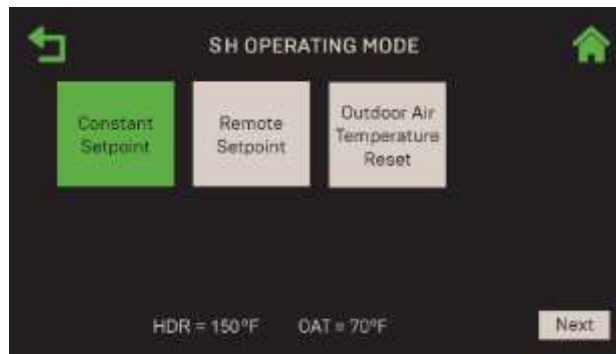 SH OPERATING MODE
Constant
Setpoint
Remote
Setpoint
Outdoor Air
Temperature
Reset
HDR = 150°F OAT = 70°F
Next